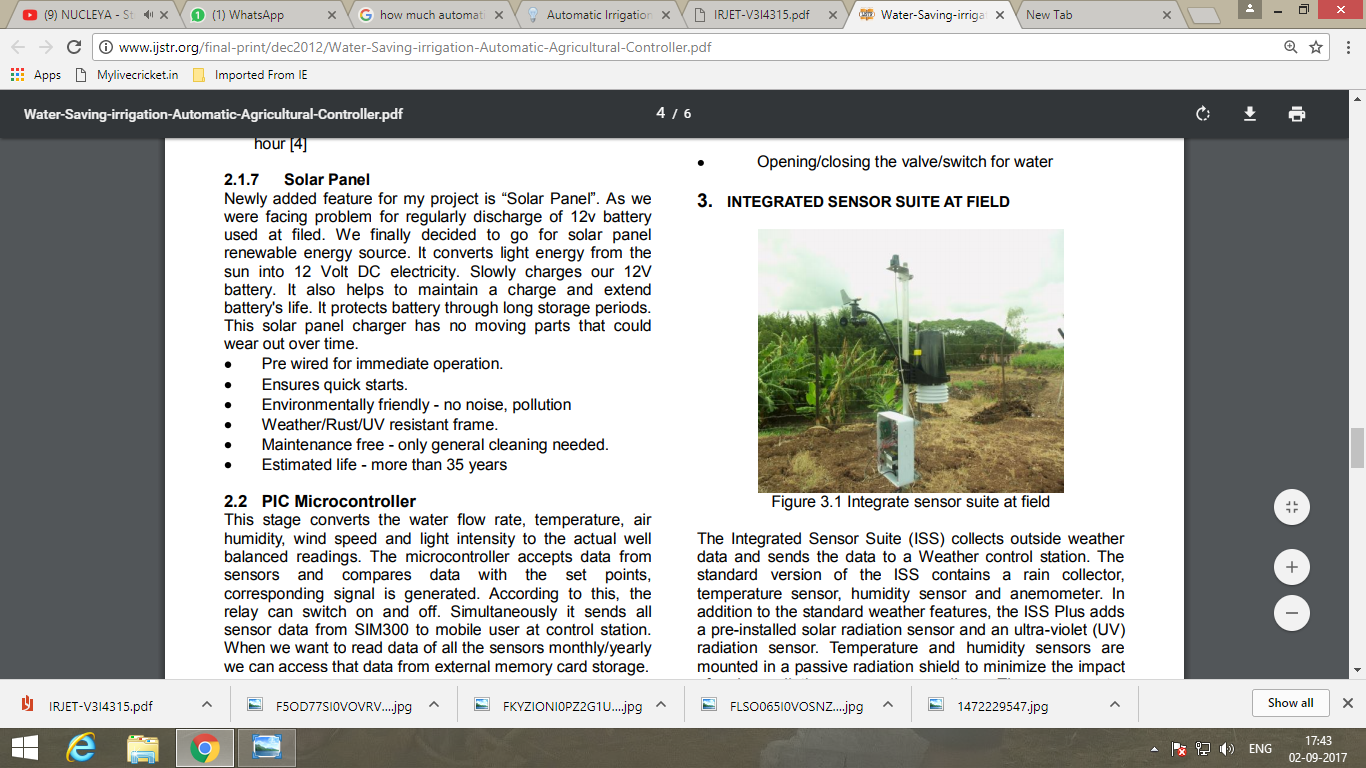 (9) NUCLEYA - St
(1) WhatsApp
how much automati
Automatic Irrigation
IRJET-V3I4315.pdf
Water-Saving-irriga
New Tab
www.ijstr.org/final-print/dec2012/Water-Saving-irrigation-Automatic-Agricultural-Controller.pdf
Apps
Mylivecricket.in
Imported From IE
Water-Saving-irrigation-Automatic-Agricultural-Controller.pdf
4 / 6
hour [4]
2.1.7 Solar Panel
Newly added feature for my project is “Solar Panel”. As we
were facing problem for regularly discharge of 12v battery
used at filed. We finally decided to go for solar panel
renewable energy source. It converts light energy from the
sun into 12 Volt DC electricity. Slowly charges our 12V
battery. It also helps to maintain a charge and extend
battery's life. It protects battery through long storage periods.
This solar panel charger has no moving parts that could
wear out over time.
• Pre wired for immediate operation.
• Ensures quick starts.
• Environmentally friendly - no noise, pollution
• Weather/Rust/UV resistant frame.
• Maintenance free - only general cleaning needed.
• Estimated life - more than 35 years
2.2 PIC Microcontroller
This stage converts the water flow rate, temperature, air
humidity, wind speed and light intensity to the actual well
balanced readings. The microcontroller accepts data from
sensors and compares data with the set points,
corresponding signal is generated. According to this, the
relay can switch on and off. Simultaneously it sends all
sensor data from SIM300 to mobile user at control station.
When we want to read data of all the sensors monthly/yearly
we can access that data from external memory card storage.
• Opening/closing the valve/switch for water
3. INTEGRATED SENSOR SUITE AT FIELD
Figure 3.1 Integrate sensor suite at field
The Integrated Sensor Suite (ISS) collects outside weather
data and sends the data to a Weather control station. The
standard version of the ISS contains a rain collector,
temperature sensor, humidity sensor and anemometer. In
addition to the standard weather features, the ISS Plus adds
a pre-installed solar radiation sensor and an ultra-violet (UV)
radiation sensor. Temperature and humidity sensors are
mounted in a passive radiation shield to minimize the impact
IRJET-V3I4315.pdf
F5OD77SI0VOVRV....jpg
FKYZIONI0PZ2G1U....jpg
FLSO065I0VOSNZ....jpg
1472229547.jpg
Show all
ENG
17:43
02-09-2017